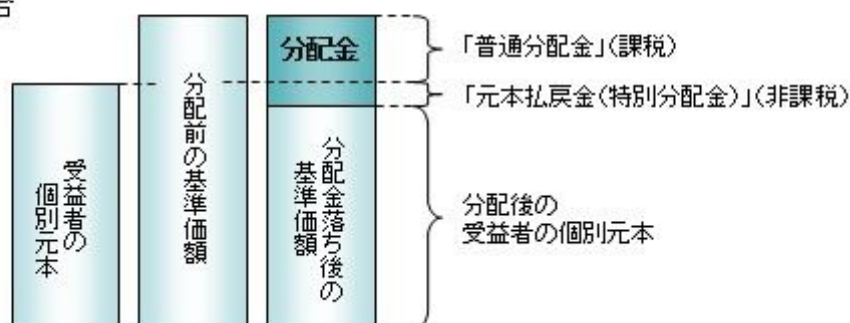 分配金
「普通分配金」(課税)
「元本払戻金(特別分配金)」(非課税)
受益者の
個別元本
分配前の基準価額
分配金落ち後の
基準価額
分配後の
受益者の個別元本